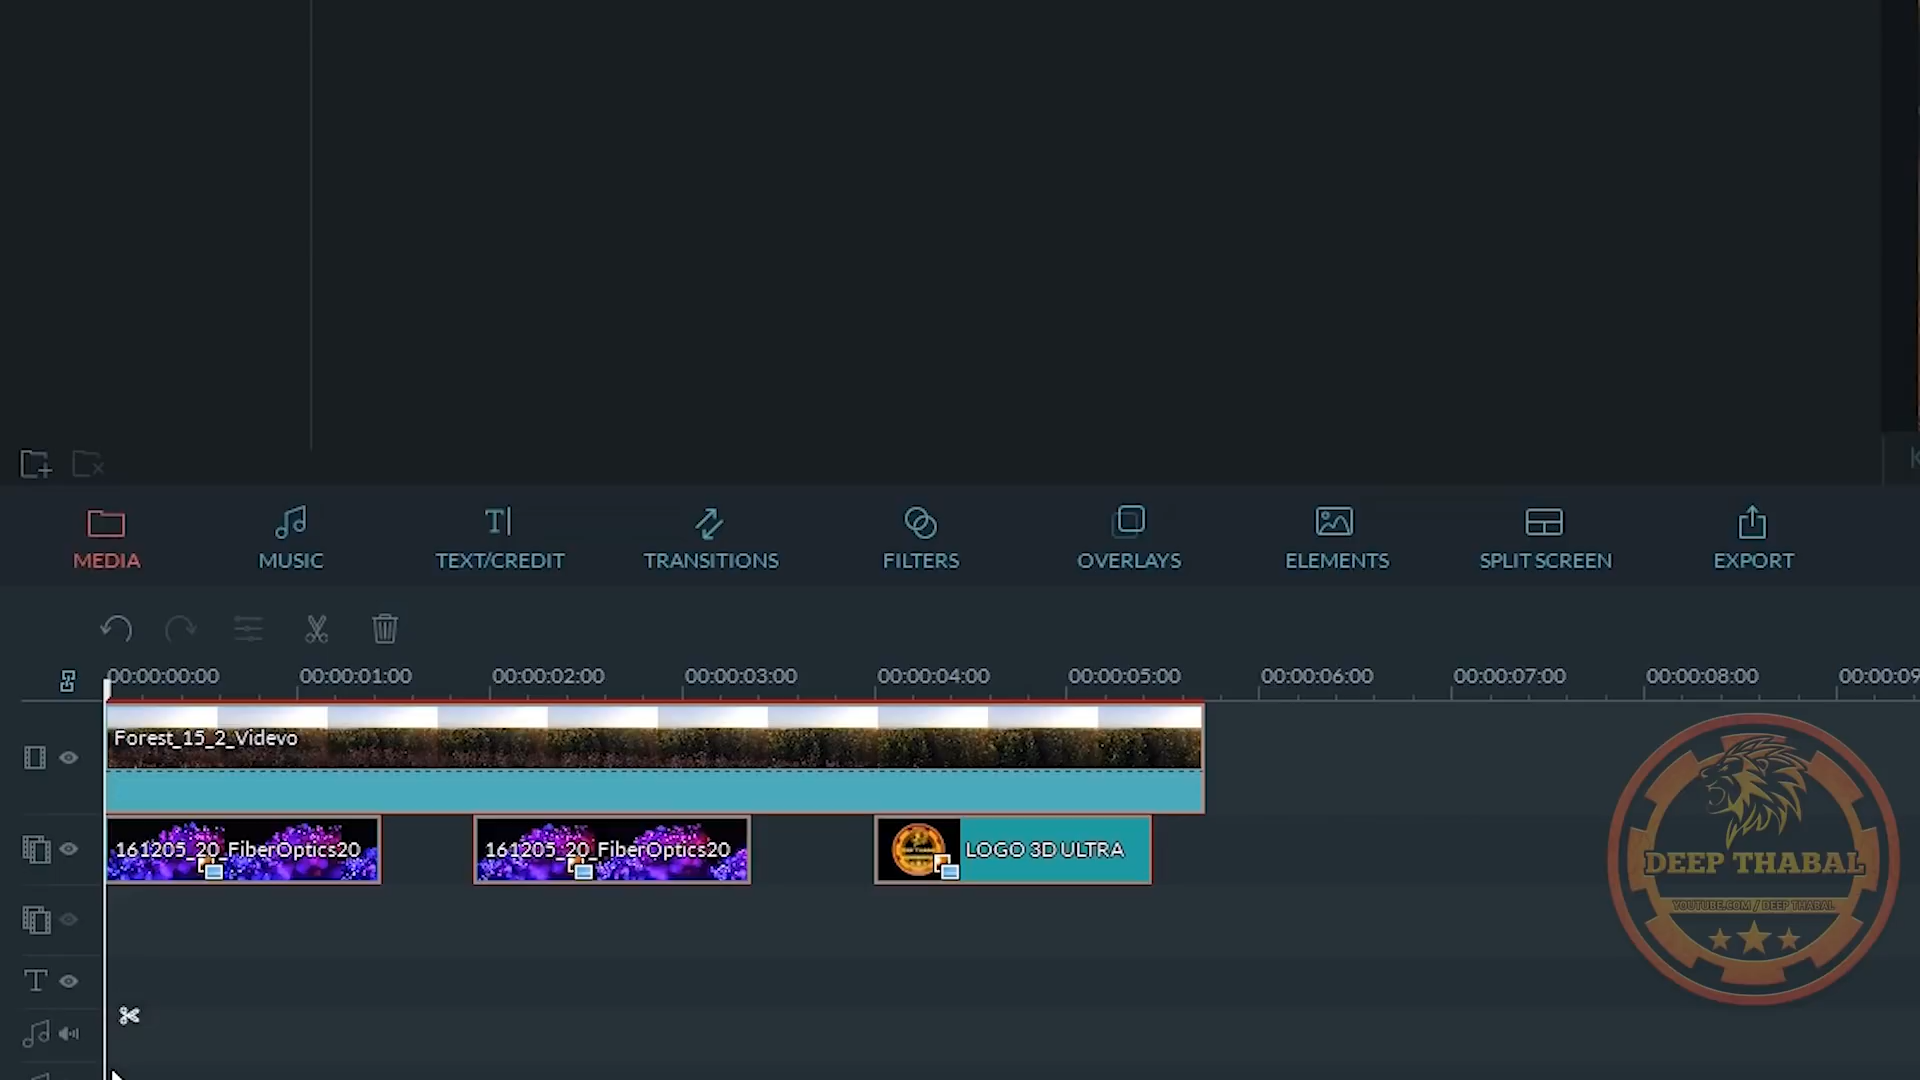 MEDIA
MUSIC
TEXT/CREDIT
TRANSITIONS
FILTERS
OVERLAYS
ELEMENTS
SPLIT SCREEN
EXPORT
00:00:00:00
00:00:01:00
00:00:02:00
00:00:03:00
00:00:04:00
00:00:05:00
00:00:06:00
00:00:07:00
00:00:08:00
00:00:09
Forest_15_2_Videvo
161205_20_FiberOptics20
161205_20_FiberOptics20
LOGO 3D ULTRA
DEEP THABAL
YOUTUBE.COM / DEEP THABAL